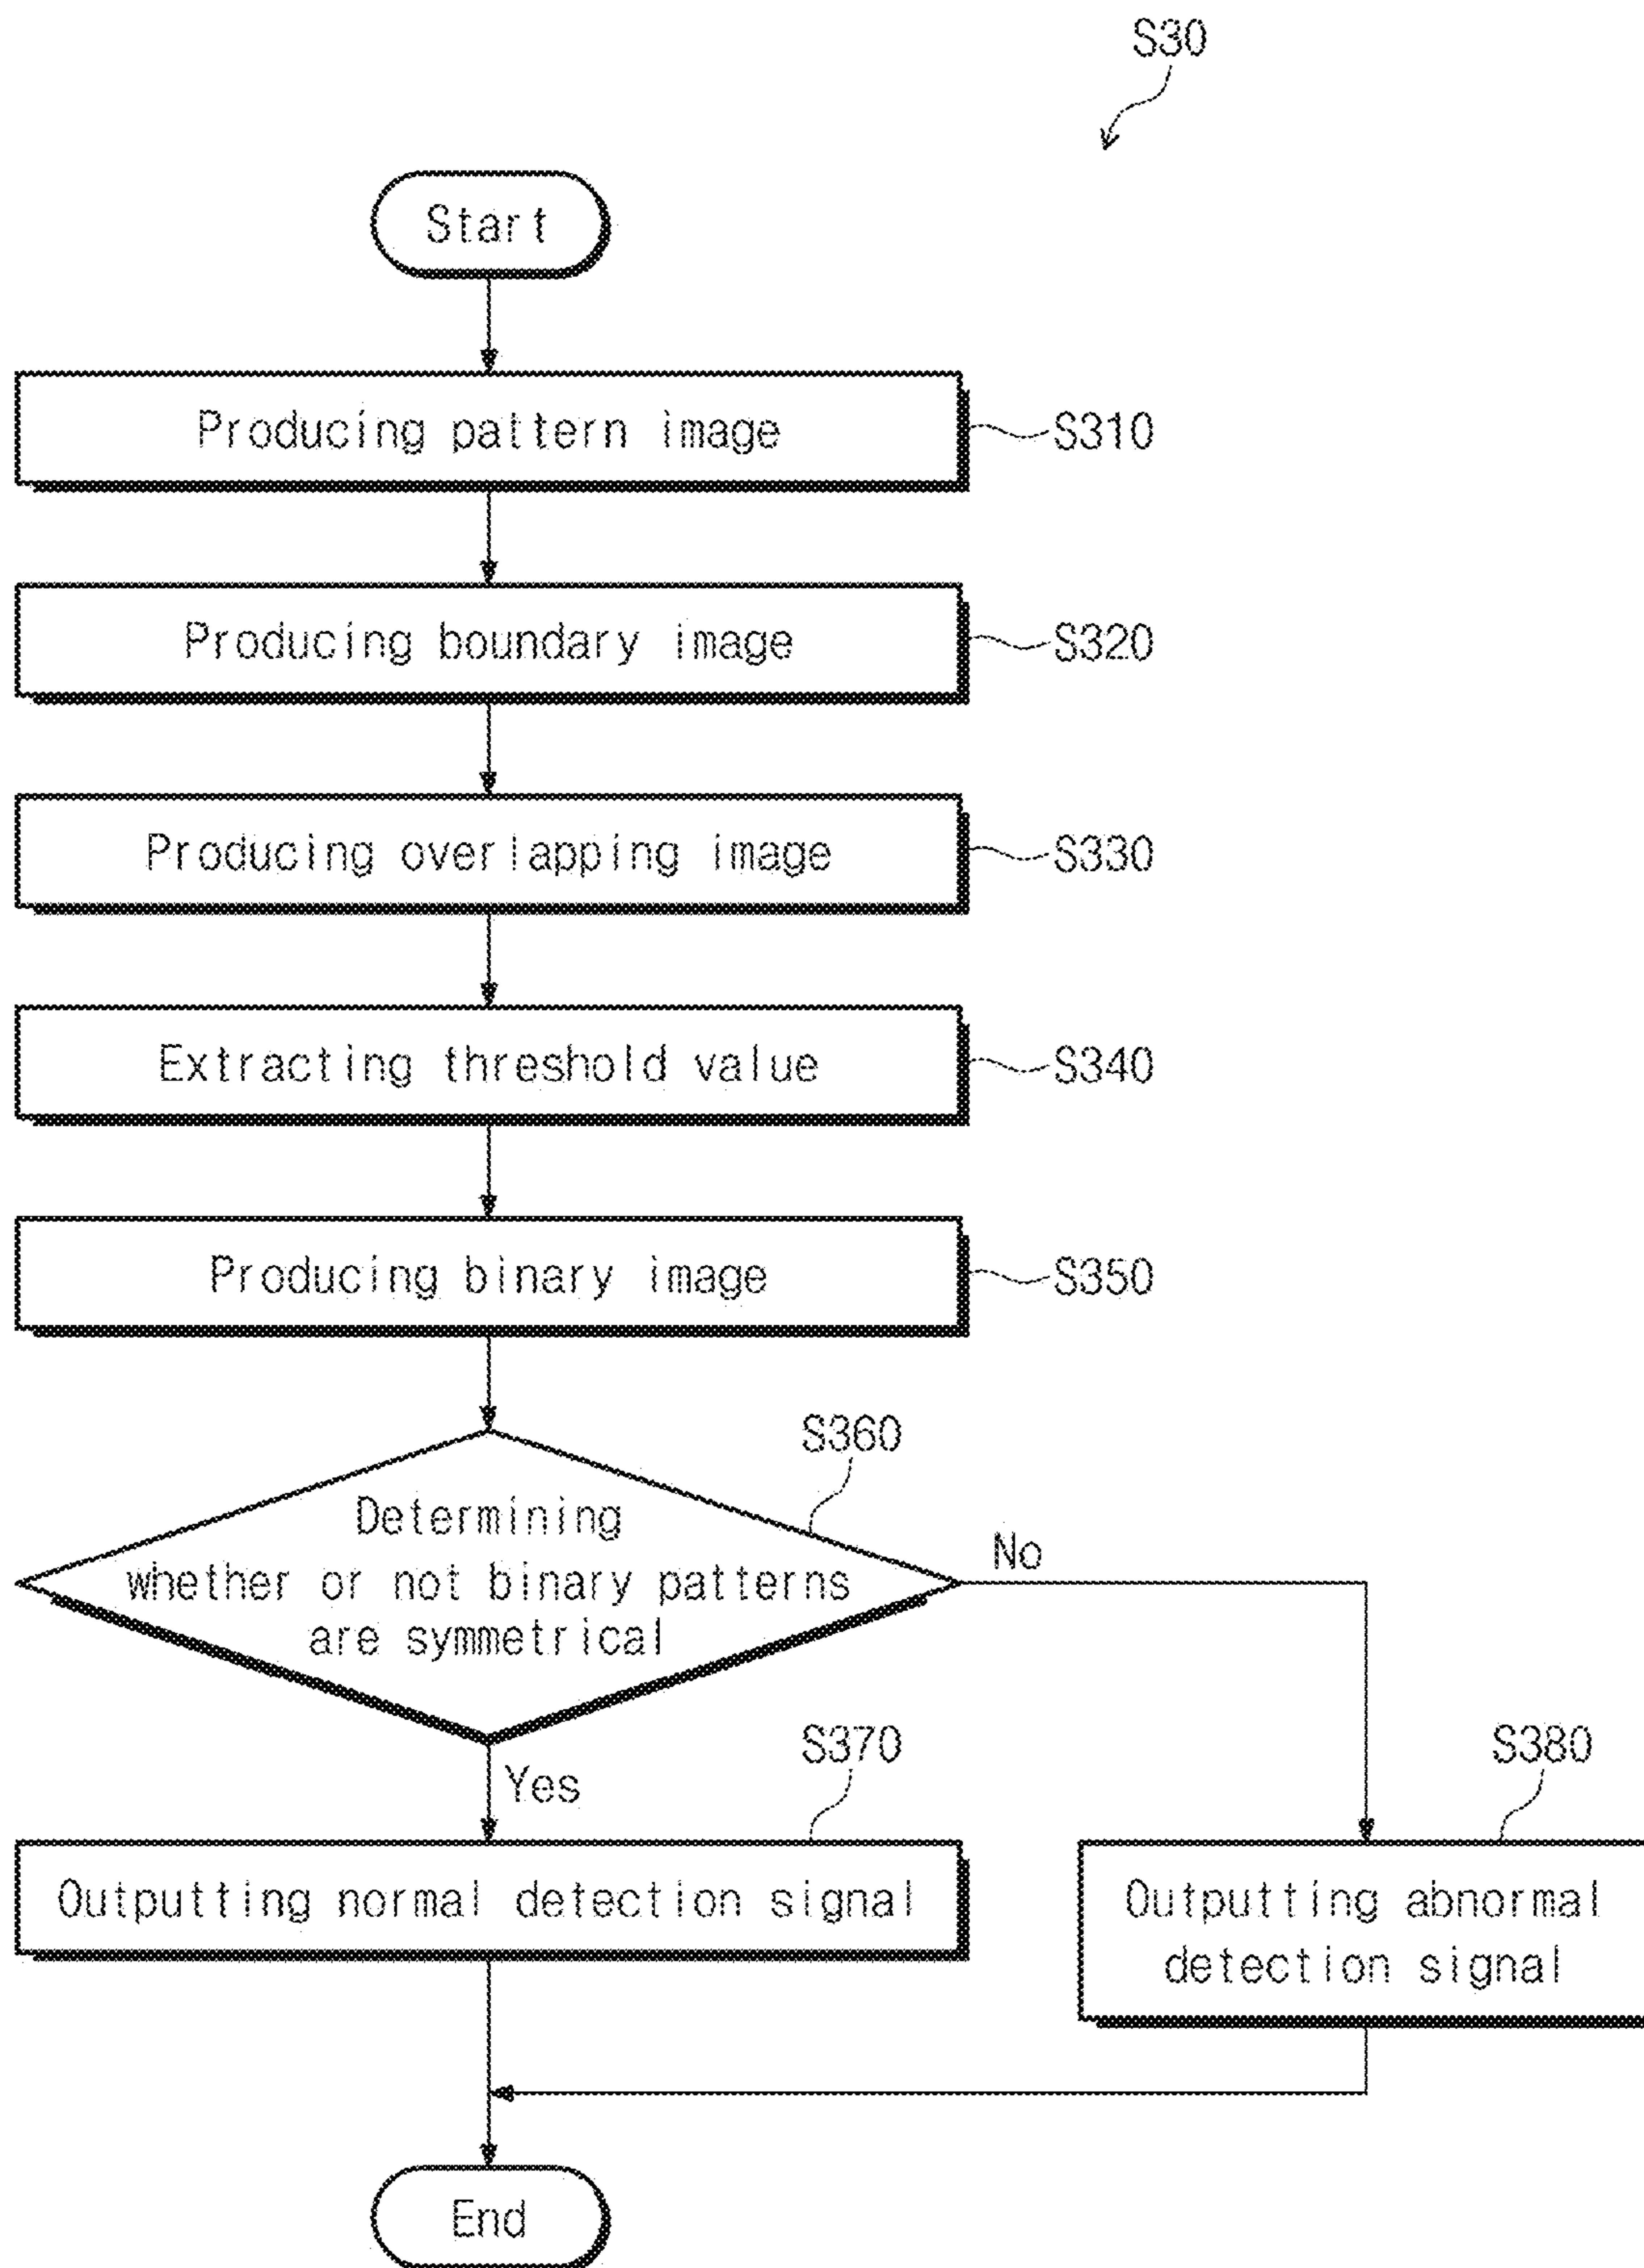 S30
Start
Producing pattern image
S310
Producing boundary image
S320
Producing overlapping image
S330
Extracting threshold value
S340
Producing binary image
S350
S360
Determining
whether or not binary patterns
are symmetrical
No
Yes
S370
S380
Outputting normal detection signal
Outputting abnormal
detection signal
End